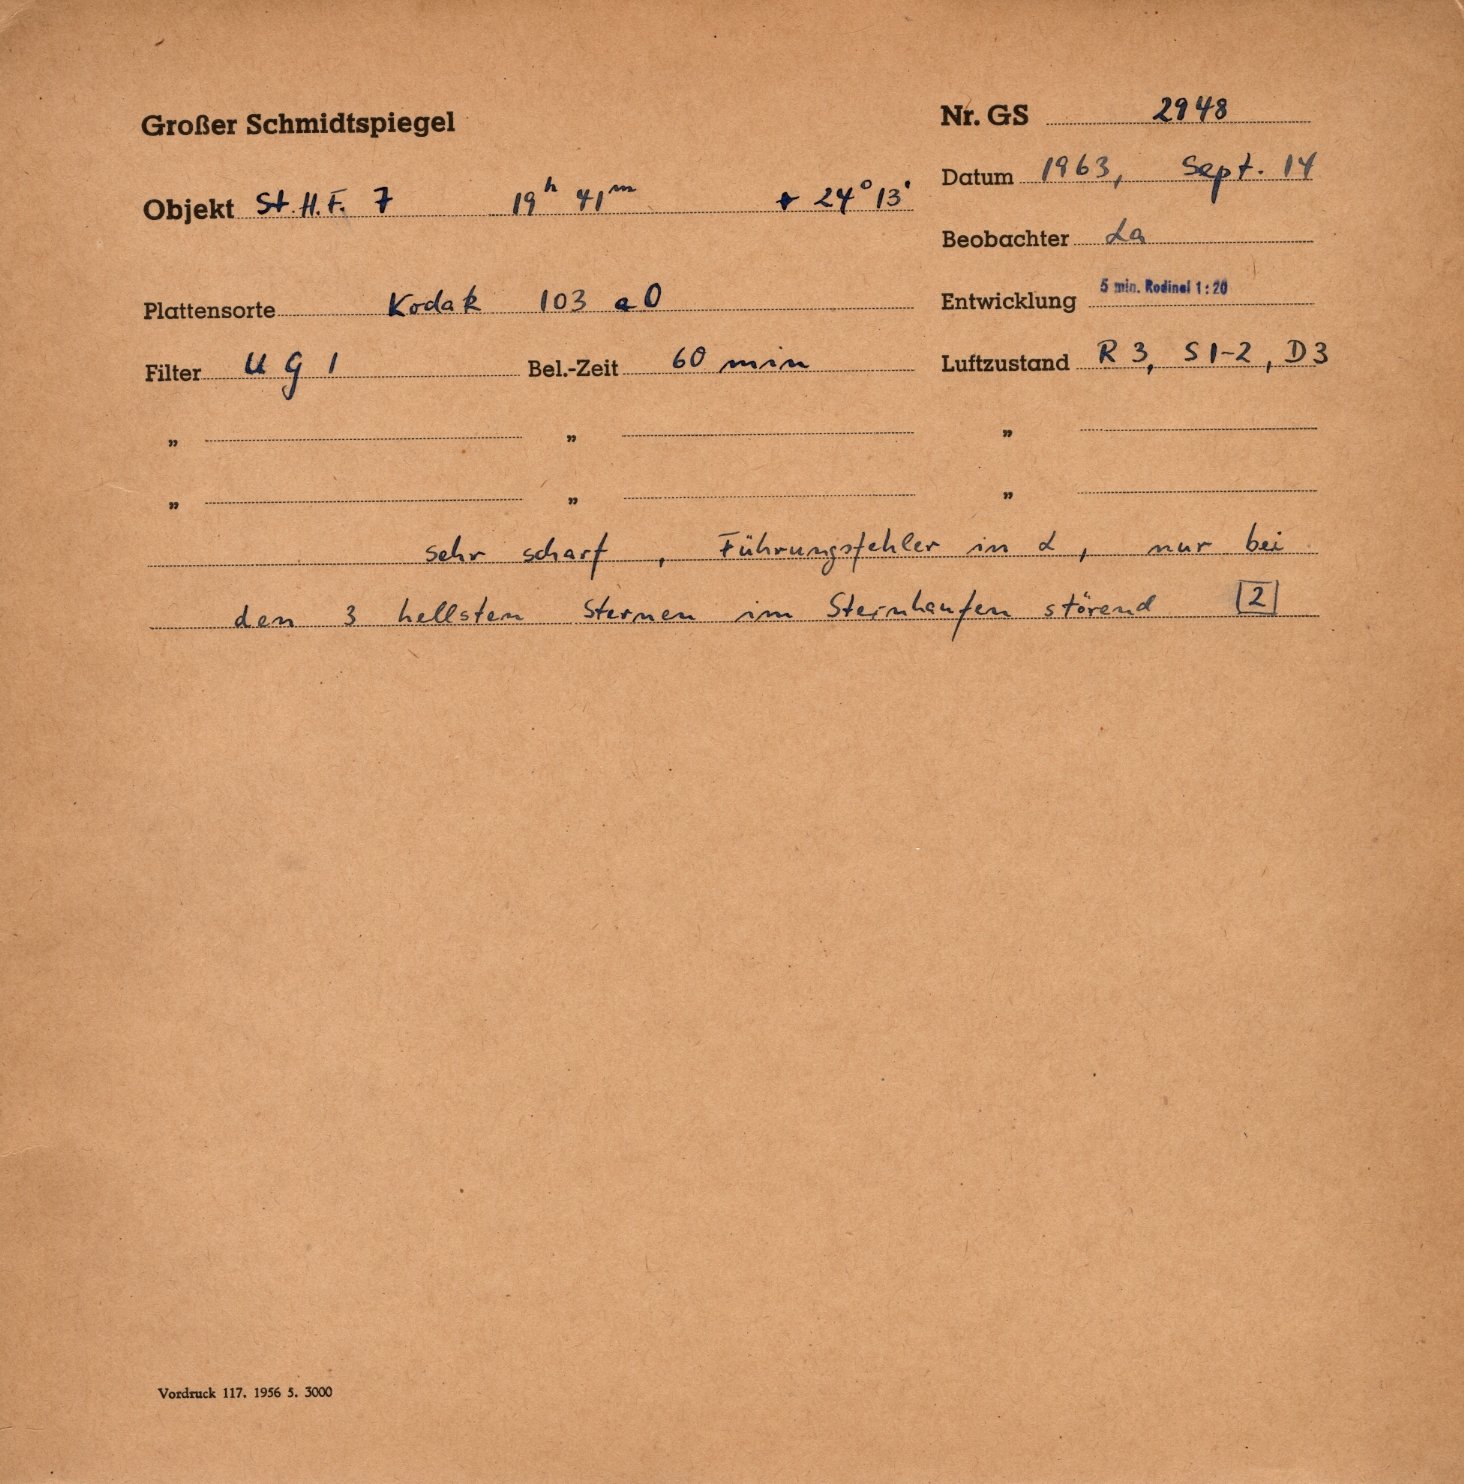 Großer Schmidtspiegel
Nr. GS 2948
Datum 1963, Sept. 14
Objekt St.H.F. 7 19h 41m + 24° 13'
Beobachter La
Plattensorte Kodak 103 aO
Entwicklung 5 min. Rodinal 1:20
Filter UG 1 Bel.-Zeit 60 min Luftzustand R 3, S 1-2, D 3
„ „ „
„ „ „
sehr scharf, Führungsfehler in α, nur bei
den 3 hellsten Sternen im Sternhaufen störend 2
Vordruck 117. 1956 5. 3000